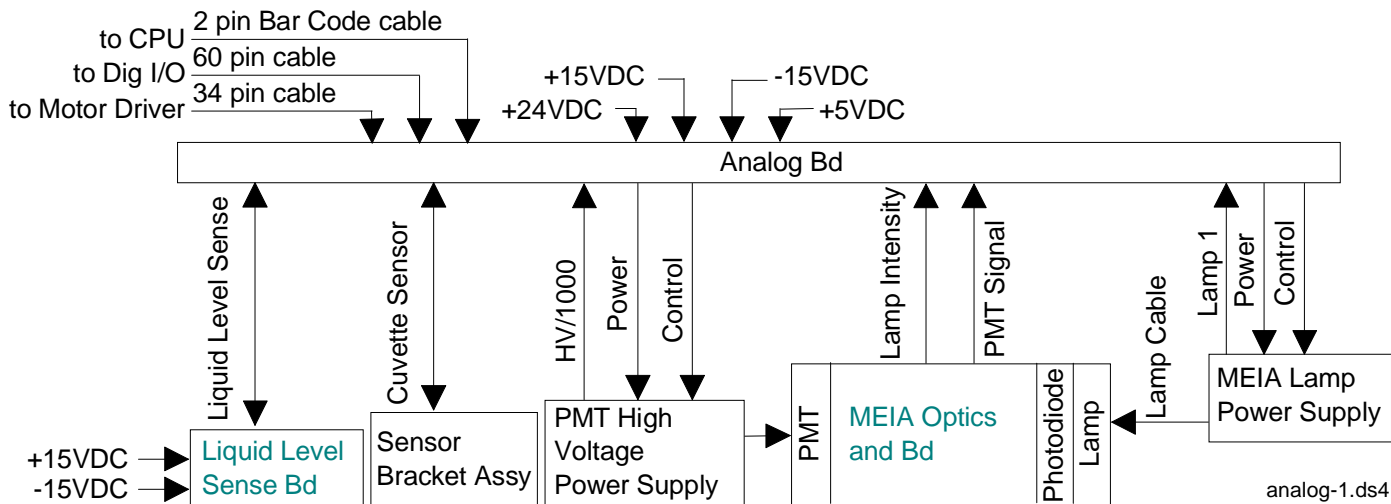 2 pin Bar Code cable
to CPU
60 pin cable
to Dig I/O
34 pin cable
to Motor Driver
+15VDC
-15VDC
+24VDC
+5VDC
Analog Bd
Liquid Level Sense
Cuvette Sensor
HV/1000
Power
Control
Lamp Intensity
PMT Signal
Lamp Cable
Lamp 1
Power
Control
+15VDC
-15VDC
Liquid Level
Sense Bd
Sensor
Bracket Assy
PMT High
Voltage
Power Supply
PMT
MEIA Optics
and Bd
Photodiode
Lamp
MEIA Lamp
Power Supply
analog-1.ds4